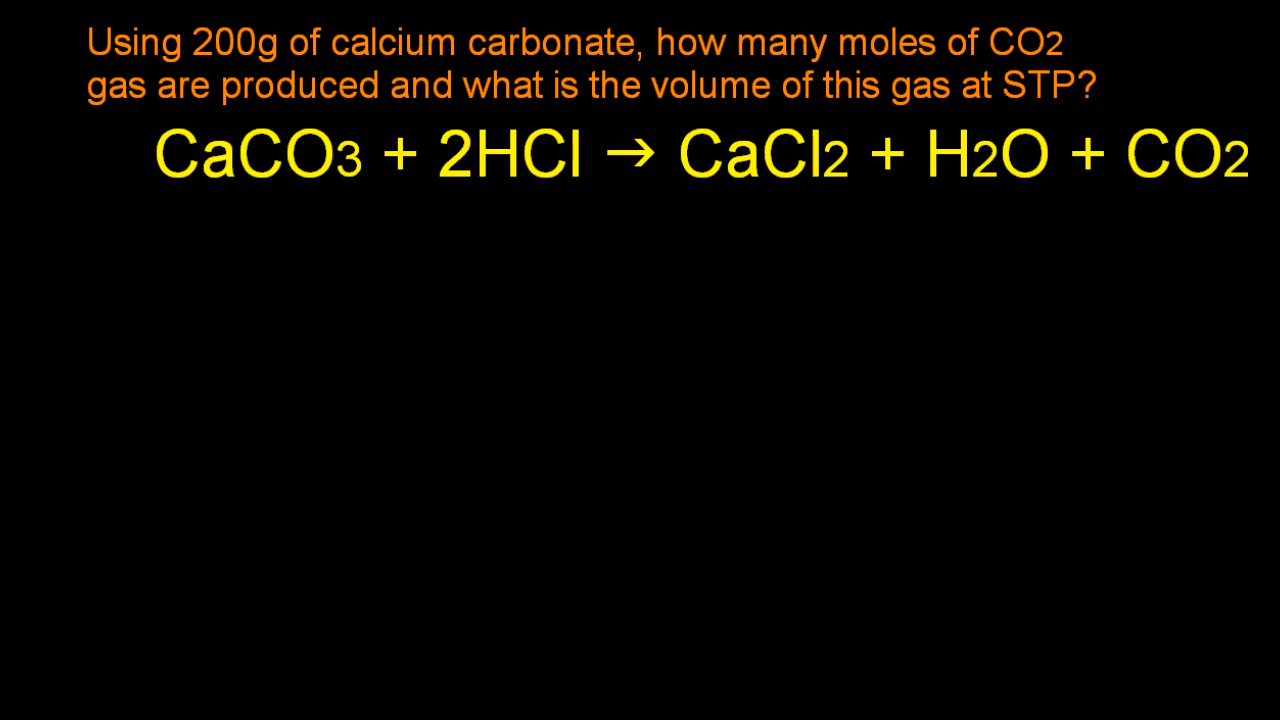 Using 200g of calcium carbonate, how many moles of CO2
gas are produced and what is the volume of this gas at STP?
CaCO3 + 2HCl → CaCl2 + H2O + CO2